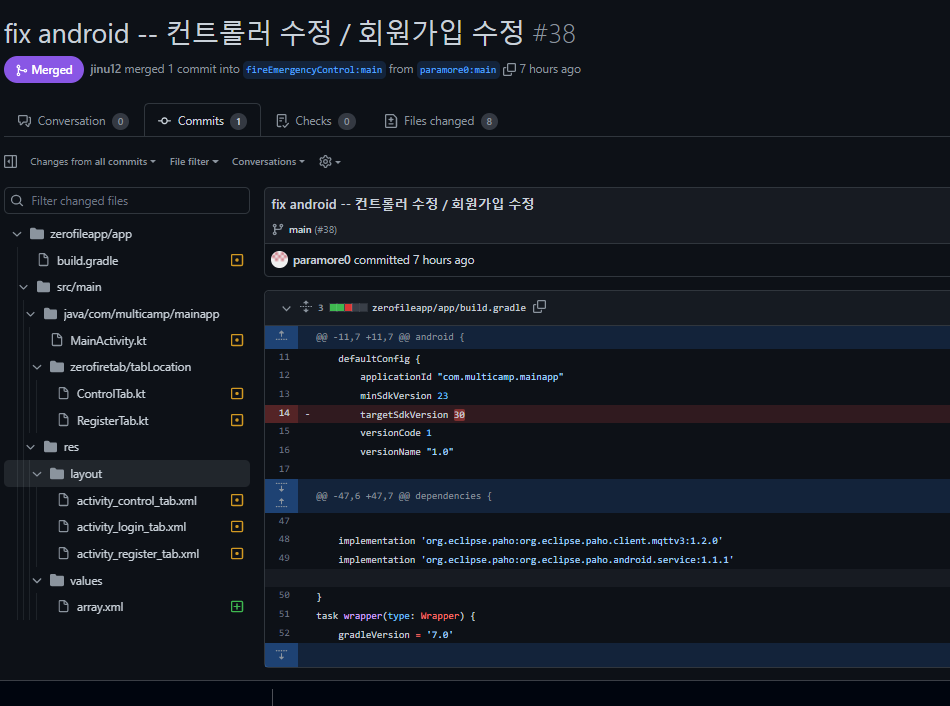 fix android -- 컨트롤러 수정 / 회원가입 수정 #38
Merged jinu12 merged 1 commit into fireEmergencyControl:main from paramore0:main 7 hours ago
Conversation 0 Commits 1 Checks 0 Files changed 8
Changes from all commits File filter Conversations
Filter changed files
zerofileapp/app
build.gradle
src/main
java/com/multicamp/mainapp
MainActivity.kt
zerofiretab/tabLocation
ControlTab.kt
RegisterTab.kt
res
layout
activity_control_tab.xml
activity_login_tab.xml
activity_register_tab.xml
values
array.xml
fix android -- 컨트롤러 수정 / 회원가입 수정
main (#38)
paramore0 committed 7 hours ago
3 zerofileapp/app/build.gradle
@@ -11,7 +11,7 @@ android {
11 defaultConfig {
12 applicationId "com.multicamp.mainapp"
13 minSdkVersion 23
14 - targetSdkVersion 30
15 versionCode 1
16 versionName "1.0"
17
@@ -47,6 +47,7 @@ dependencies {
47
48 implementation 'org.eclipse.paho:org.eclipse.paho.client.mqttv3:1.2.0'
49 implementation 'org.eclipse.paho:org.eclipse.paho.android.service:1.1.1'
50 }
51 task wrapper(type: Wrapper) {
52 gradleVersion = '7.0'